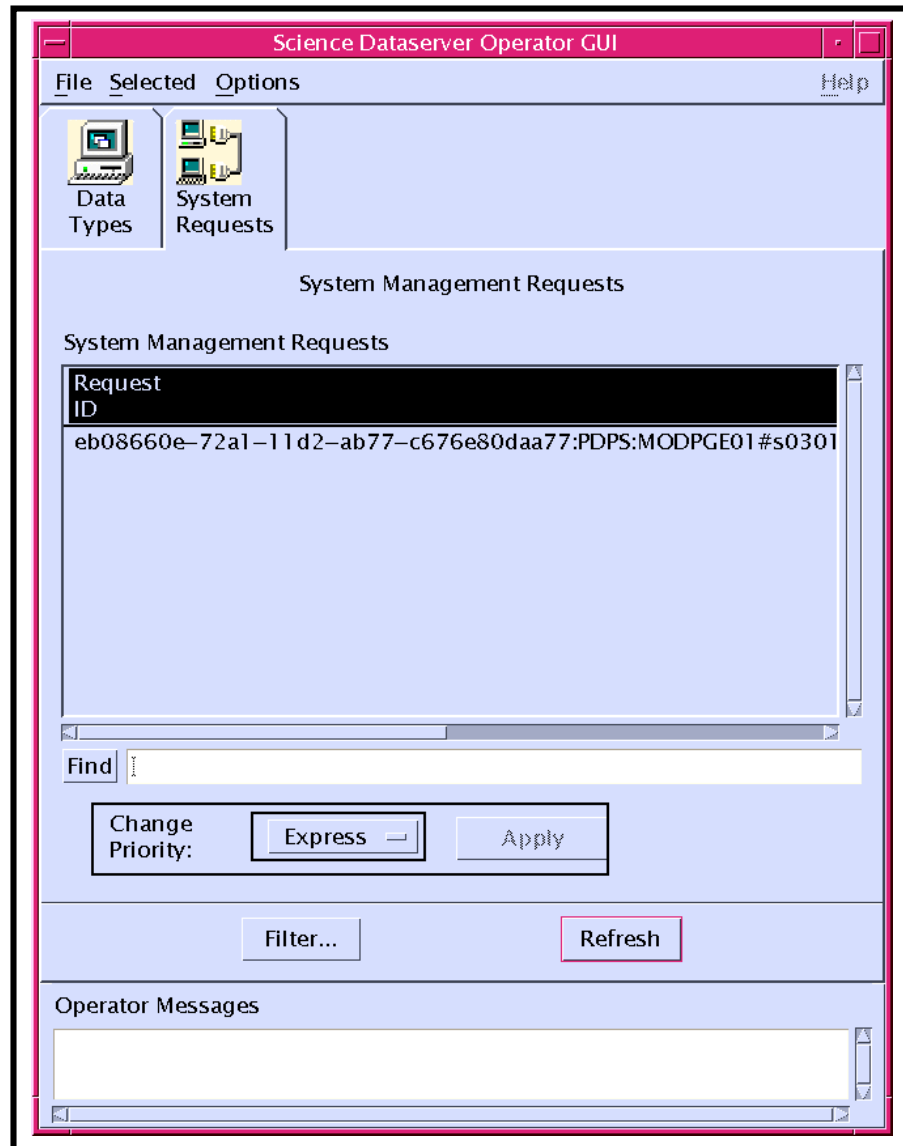 Science Dataserver Operator GUI
File Selected Options Help
Data Types
System Requests
System Management Requests
System Management Requests
Request
ID
eb08660e–72a1–11d2–ab77–c676e80daa77:PDPS:MODPGE01#s0301
Find
Change
Priority:
Express
Apply
Filter...
Refresh
Operator Messages